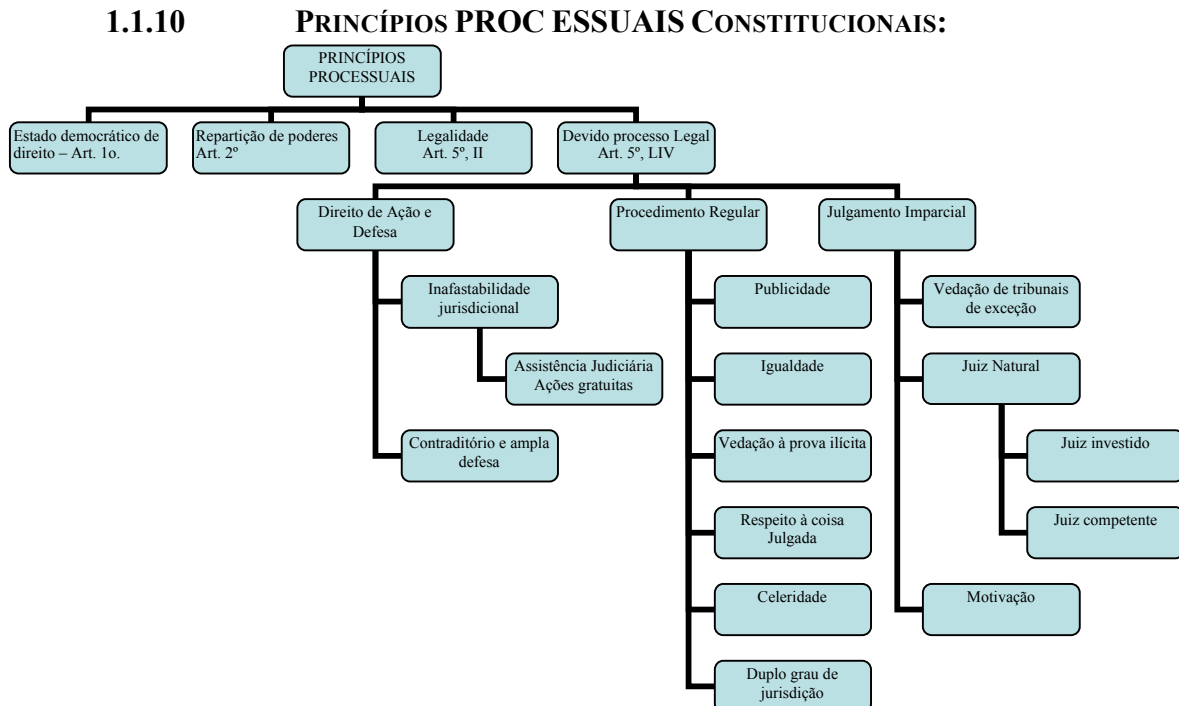 1.1.10 PRINCÍPIOS PROC ESSUAIS CONSTITUCIONAIS:
PRINCÍPIOS
PROCESSUAIS
Estado democrático de
direito – Art. 1o.
Repartição de poderes
Art. 2º
Legalidade
Art. 5º, II
Devido processo Legal
Art. 5º, LIV
Direito de Ação e
Defesa
Inafastabilidade
jurisdicional
Assistência Judiciária
Ações gratuitas
Contraditório e ampla
defesa
Procedimento Regular
Publicidade
Igualdade
Vedação à prova ilícita
Respeito à coisa
Julgada
Celeridade
Duplo grau de
jurisdição
Julgamento Imparcial
Vedação de tribunais
de exceção
Juiz Natural
Juiz investido
Juiz competente
Motivação